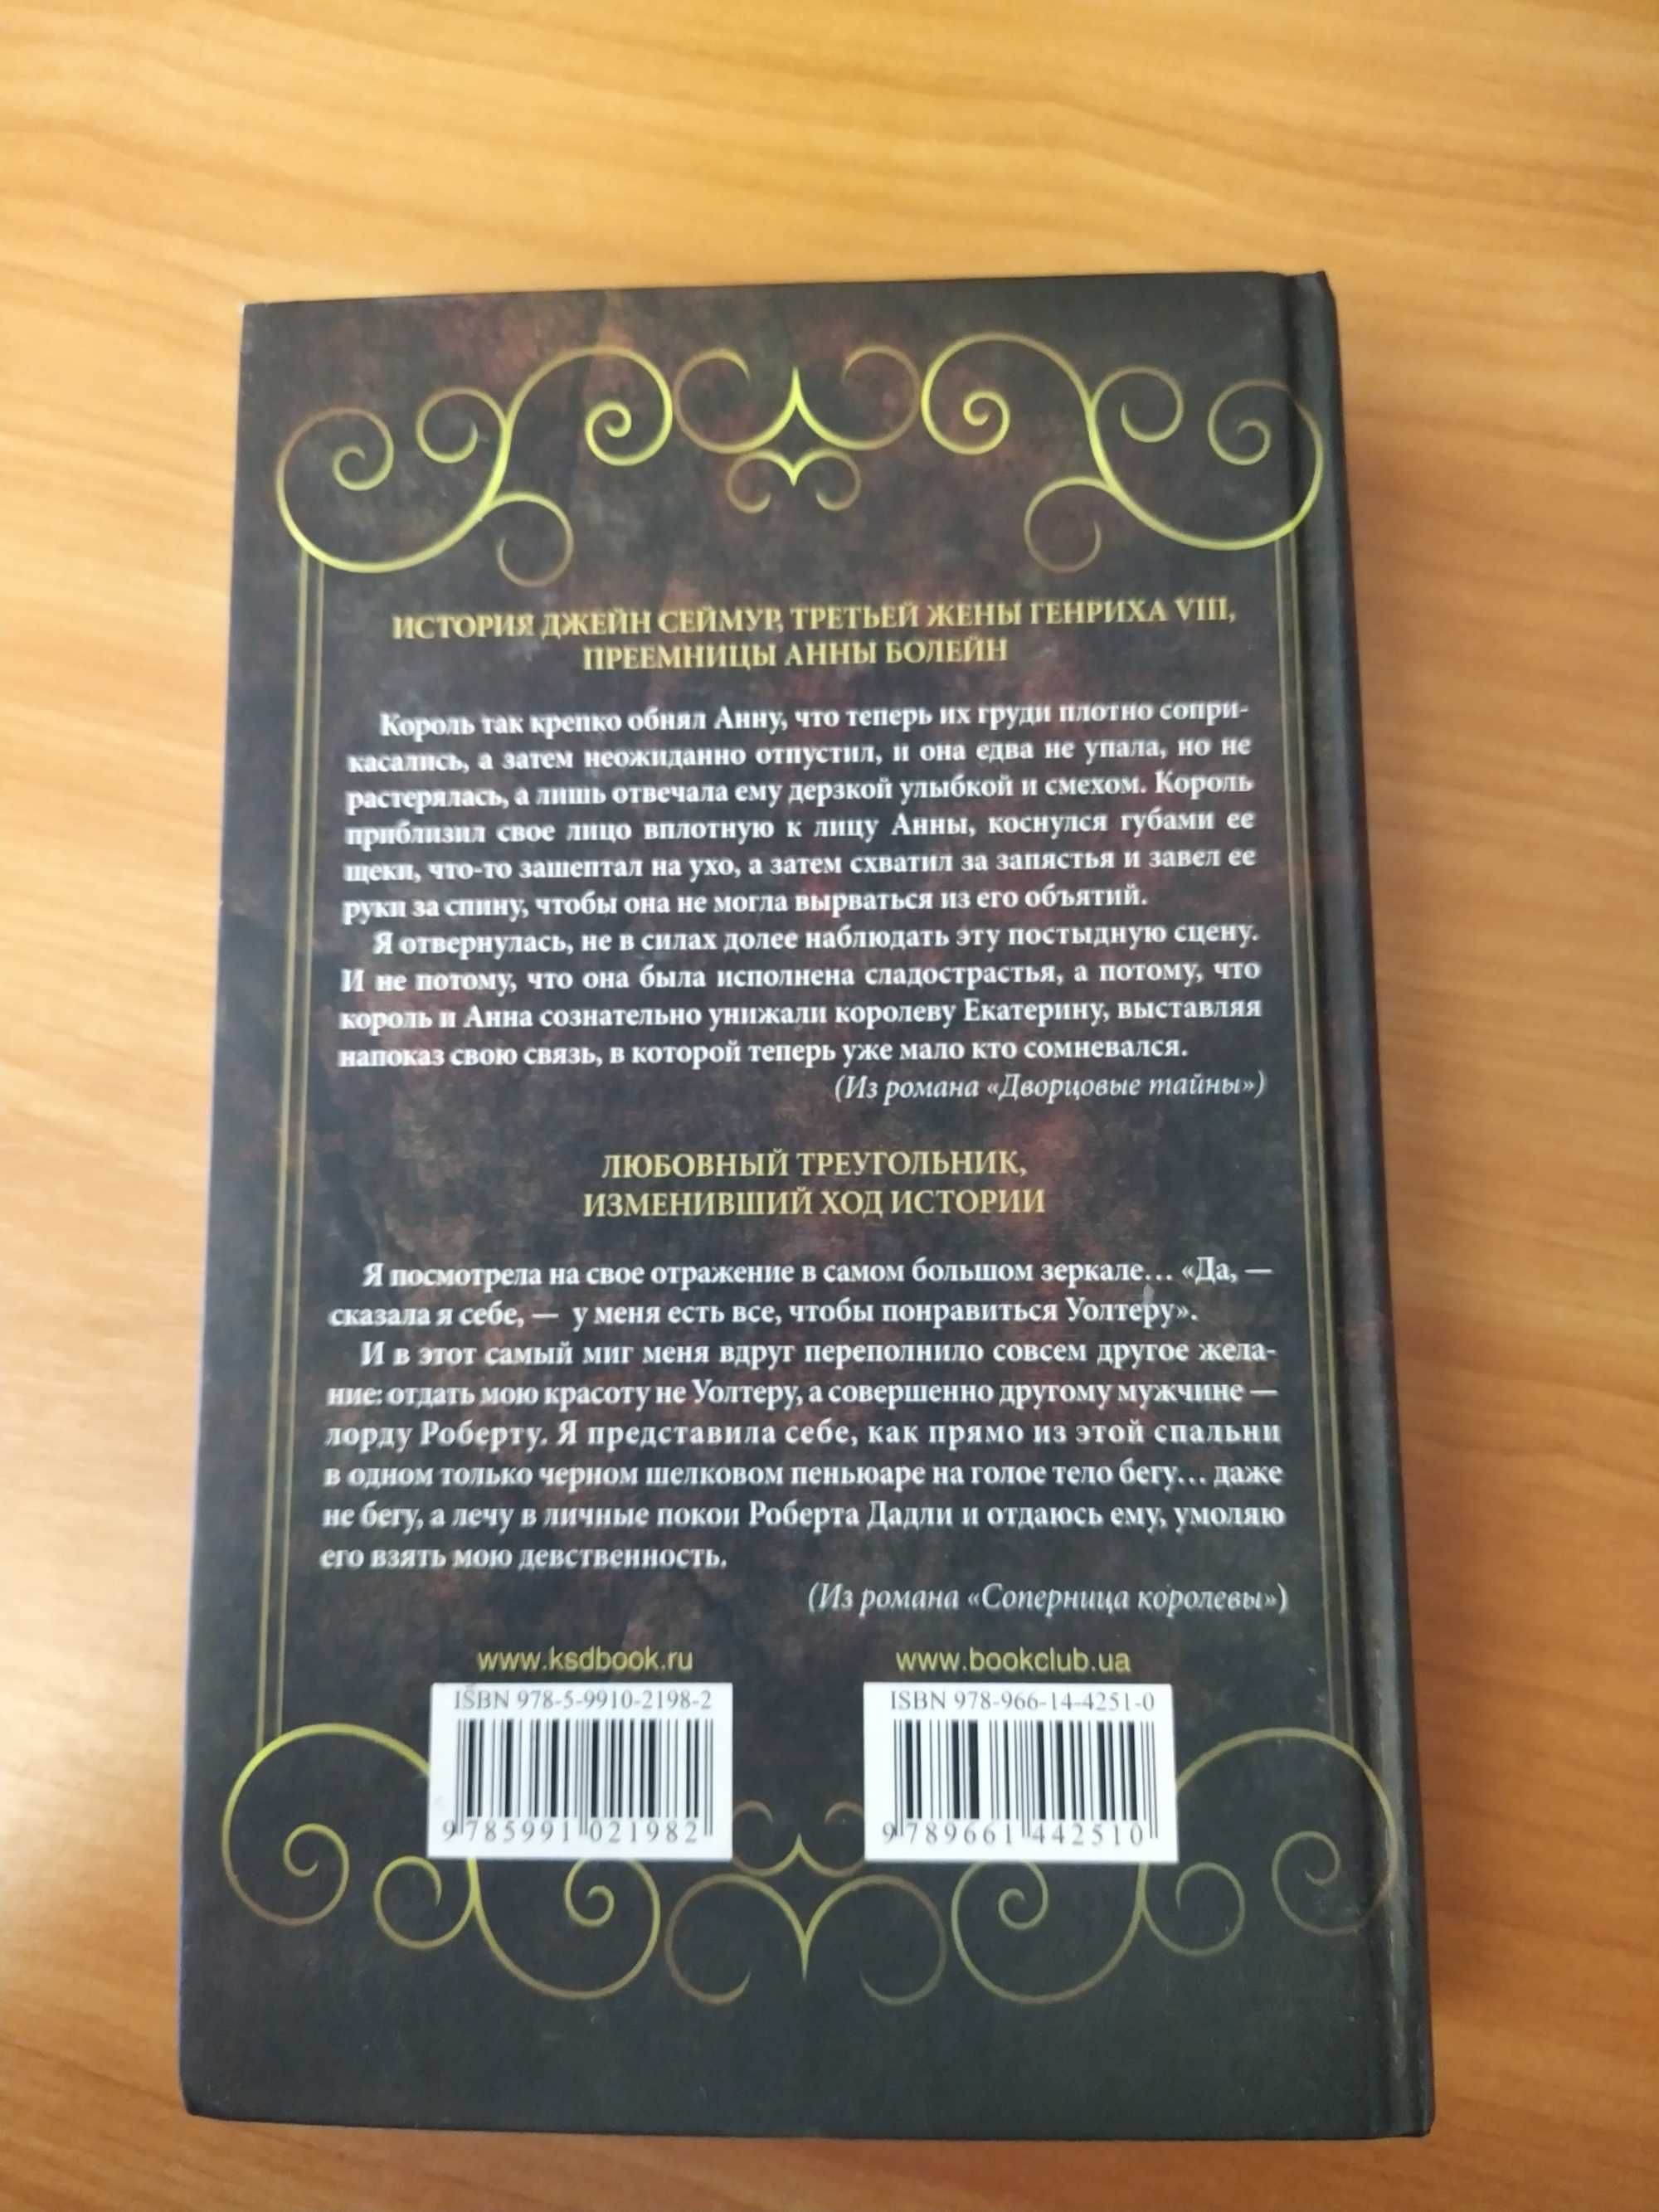 ИСТОРИЯ ДЖЕЙН СЕЙМУР, ТРЕТЬЕЙ ЖЕНЫ ГЕНРИХА VIII,
ПРЕЕМНИЦЫ АННЫ БОЛЕЙН
Король так крепко обнял Анну, что теперь их груди плотно сопри-
касались, а затем неожиданно отпустил, и она едва не упала, но не
растерялась, а лишь отвечала ему дерзкой улыбкой и смехом. Король
приблизил свое лицо вплотную к лицу Анны, коснулся губами ее
щеки, что-то зашептал на ухо, а затем схватил за запястья и завел ее
руки за спину, чтобы она не могла вырваться из его объятий.
Я отвернулась, не в силах долее наблюдать эту постыдную сцену.
И не потому, что она была исполнена сладострастья, а потому, что
король и Анна сознательно унижали королеву Екатерину, выставляя
напоказ свою связь, в которой теперь уже мало кто сомневался.
(Из романа «Дворцовые тайны»)
ЛЮБОВНЫЙ ТРЕУГОЛЬНИК,
ИЗМЕНИВШИЙ ХОД ИСТОРИИ
Я посмотрела на свое отражение в самом большом зеркале… «Да, —
сказала я себе, — у меня есть все, чтобы понравиться Уолтеру».
И в этот самый миг меня вдруг переполнило совсем другое жела-
ние: отдать мою красоту не Уолтеру, а совершенно другому мужчине —
лорду Роберту. Я представила себе, как прямо из этой спальни
в одном только черном шелковом пеньюаре на голое тело бегу… даже
не бегу, а лечу в личные покои Роберта Дадли и отдаюсь ему, умоляю
его взять мою девственность.
(Из романа «Соперница королевы»)
www.ksdbook.ru
ISBN 978-5-9910-2198-2
9 785991 021982
www.bookclub.ua
ISBN 978-966-14-4251-0
9 789661 442510